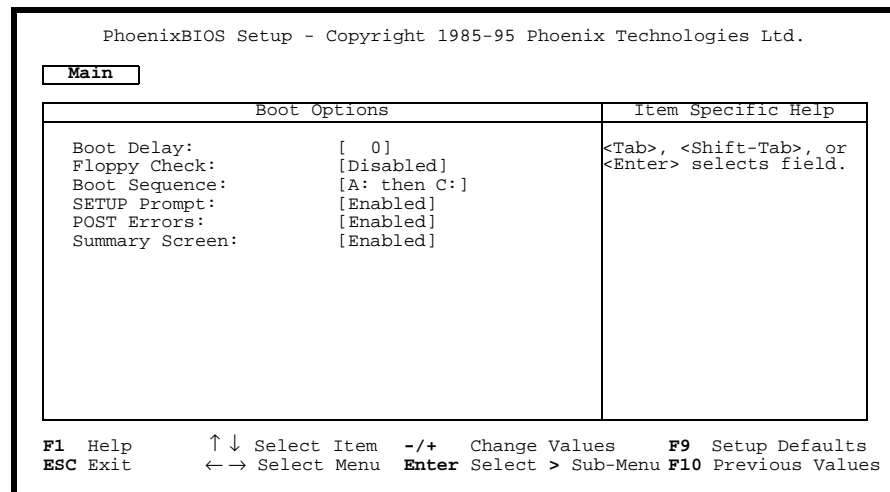 PhoenixBIOS Setup - Copyright 1985-95 Phoenix Technologies Ltd.
Main
Boot Options Item Specific Help
Boot Delay: [ 0] <Tab>, <Shift-Tab>, or
Floppy Check: [Disabled] <Enter> selects field.
Boot Sequence: [A: then C:]
SETUP Prompt: [Enabled]
POST Errors: [Enabled]
Summary Screen: [Enabled]
F1 Help ↑↓ Select Item -/+ Change Values F9 Setup Defaults
ESC Exit ←→ Select Menu Enter Select > Sub-Menu F10 Previous Values